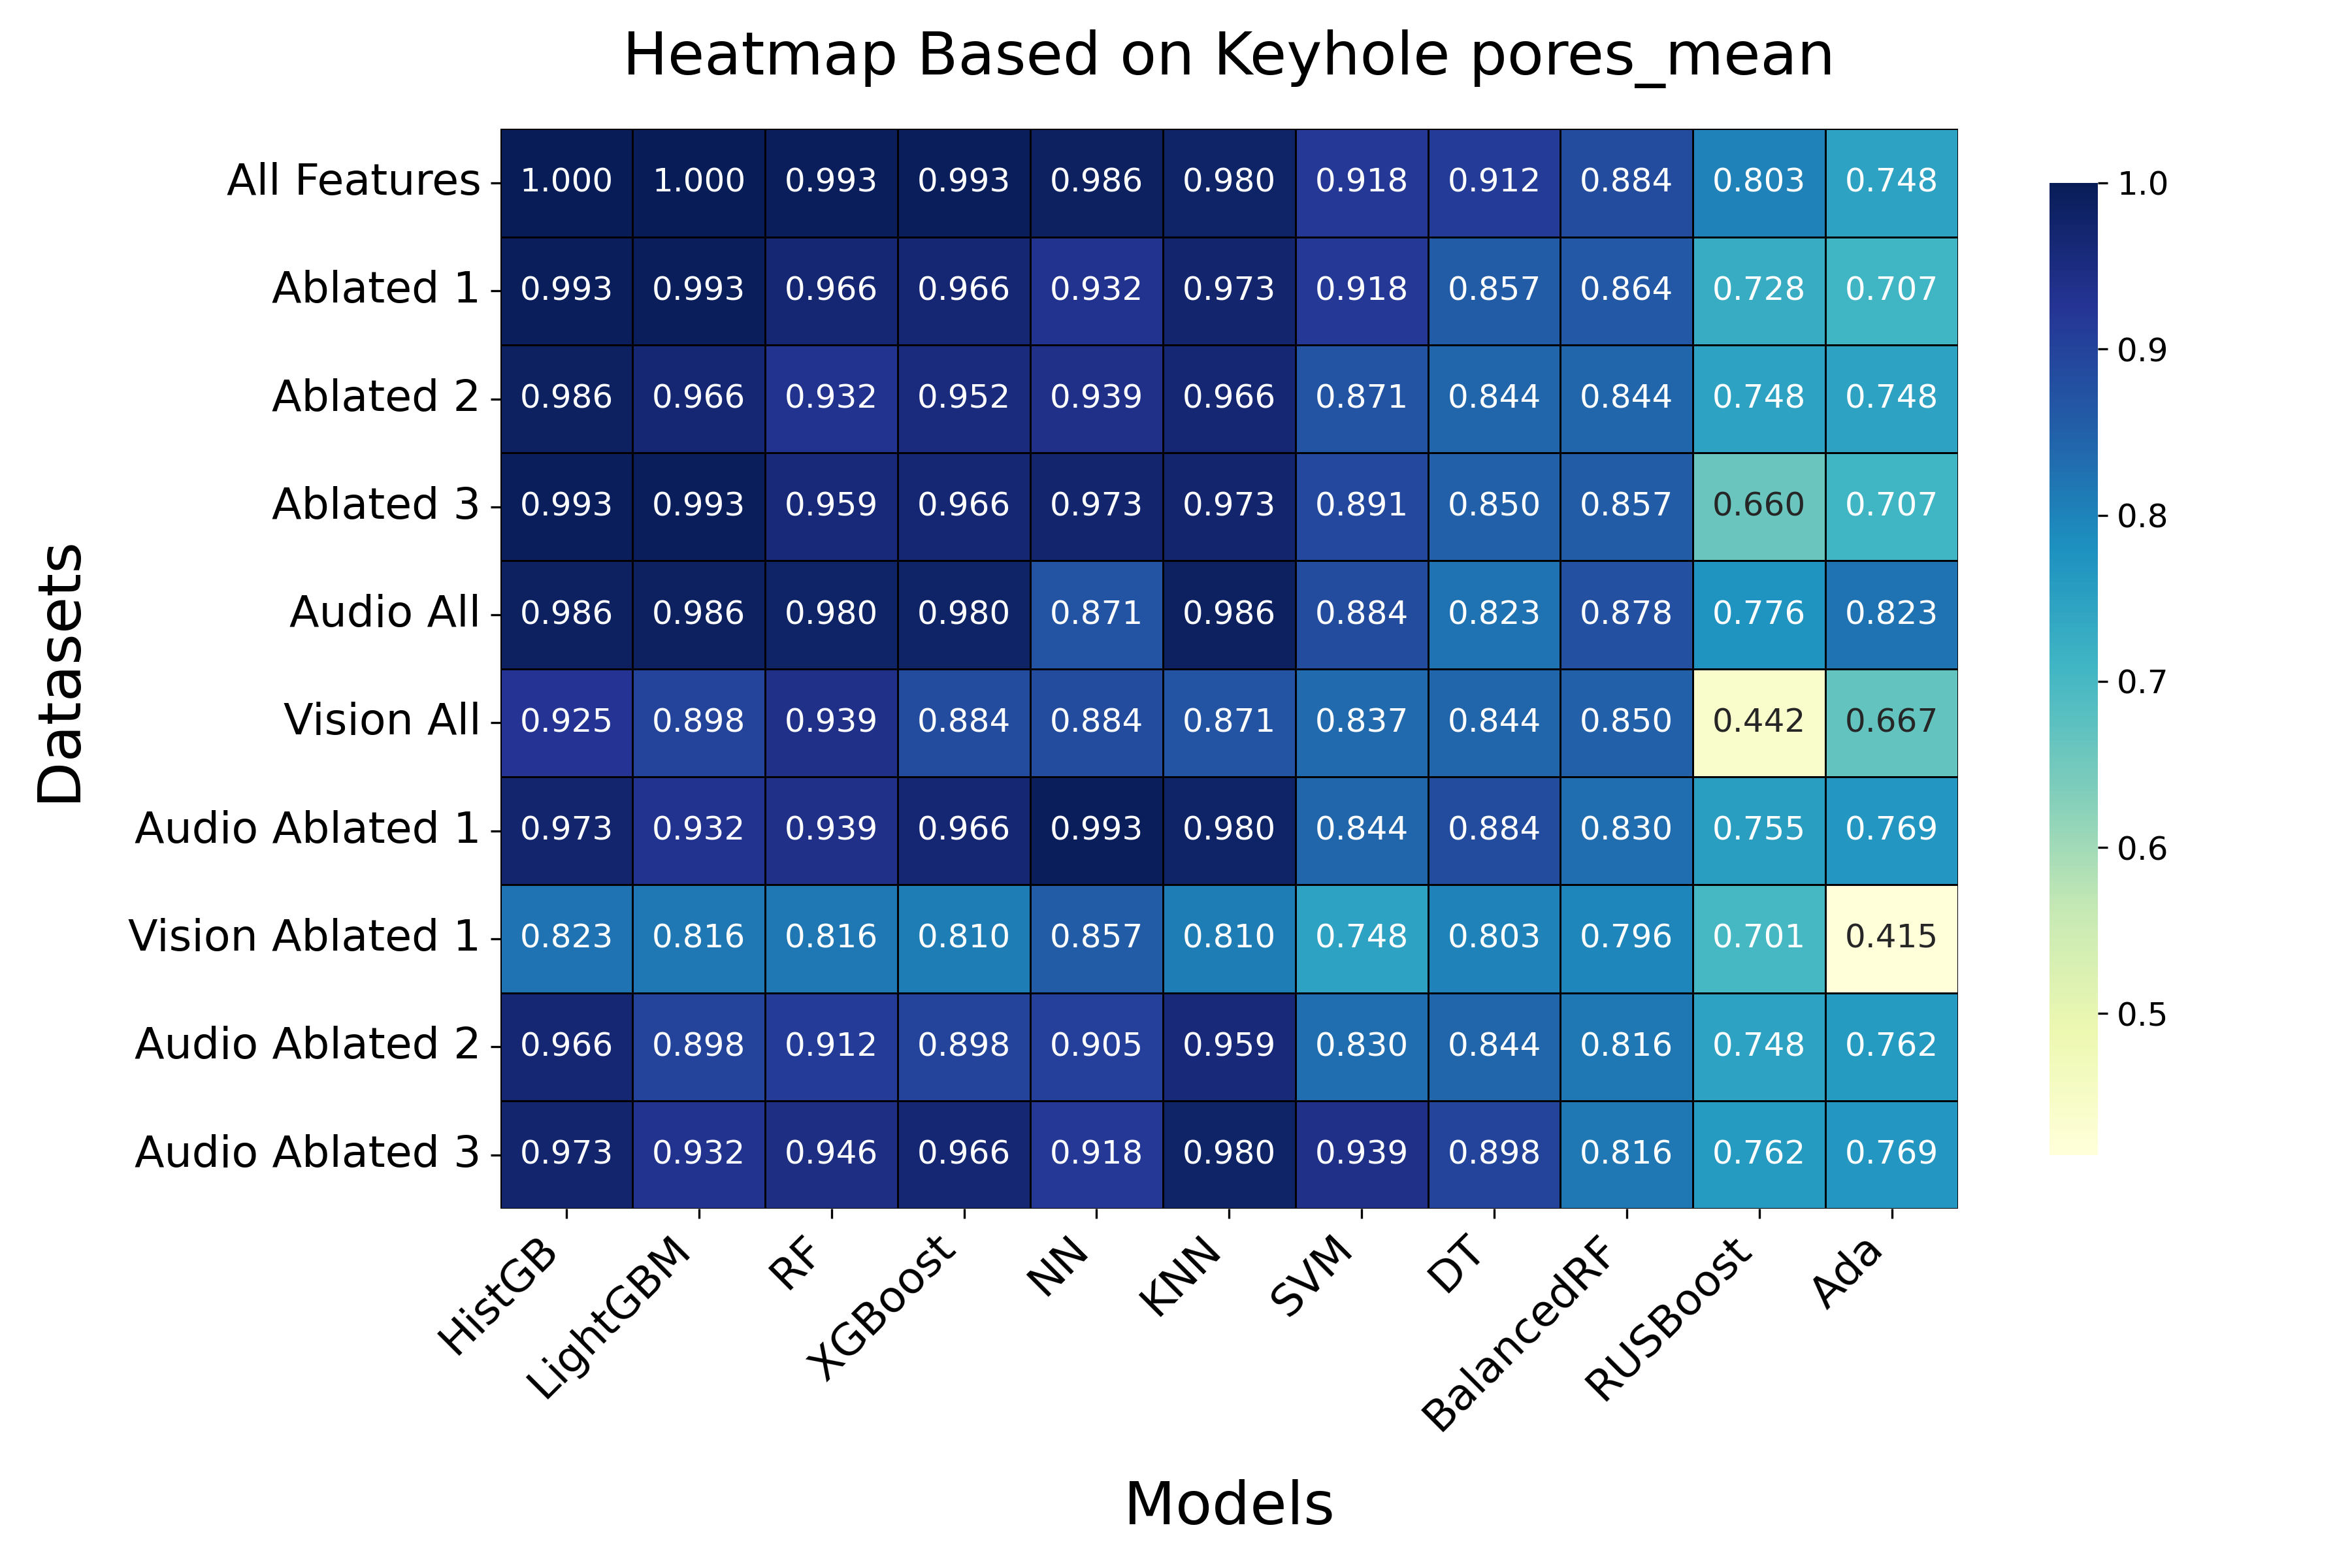 Heatmap Based on Keyhole pores_mean
Datasets
All Features 1.000 1.000 0.993 0.993 0.986 0.980 0.918 0.912 0.884 0.803 0.748
Ablated 1 0.993 0.993 0.966 0.966 0.932 0.973 0.918 0.857 0.864 0.728 0.707
Ablated 2 0.986 0.966 0.932 0.952 0.939 0.966 0.871 0.844 0.844 0.748 0.748
Ablated 3 0.993 0.993 0.959 0.966 0.973 0.973 0.891 0.850 0.857 0.660 0.707
Audio All 0.986 0.986 0.980 0.980 0.871 0.986 0.884 0.823 0.878 0.776 0.823
Vision All 0.925 0.898 0.939 0.884 0.884 0.871 0.837 0.844 0.850 0.442 0.667
Audio Ablated 1 0.973 0.932 0.939 0.966 0.993 0.980 0.844 0.884 0.830 0.755 0.769
Vision Ablated 1 0.823 0.816 0.816 0.810 0.857 0.810 0.748 0.803 0.796 0.701 0.415
Audio Ablated 2 0.966 0.898 0.912 0.898 0.905 0.959 0.830 0.844 0.816 0.748 0.762
Audio Ablated 3 0.973 0.932 0.946 0.966 0.918 0.980 0.939 0.898 0.816 0.762 0.769
HistGB LightGBM RF XGBoost NN KNN SVM DT BalancedRF RUSBoost Ada
Models
1.0
0.9
0.8
0.7
0.6
0.5